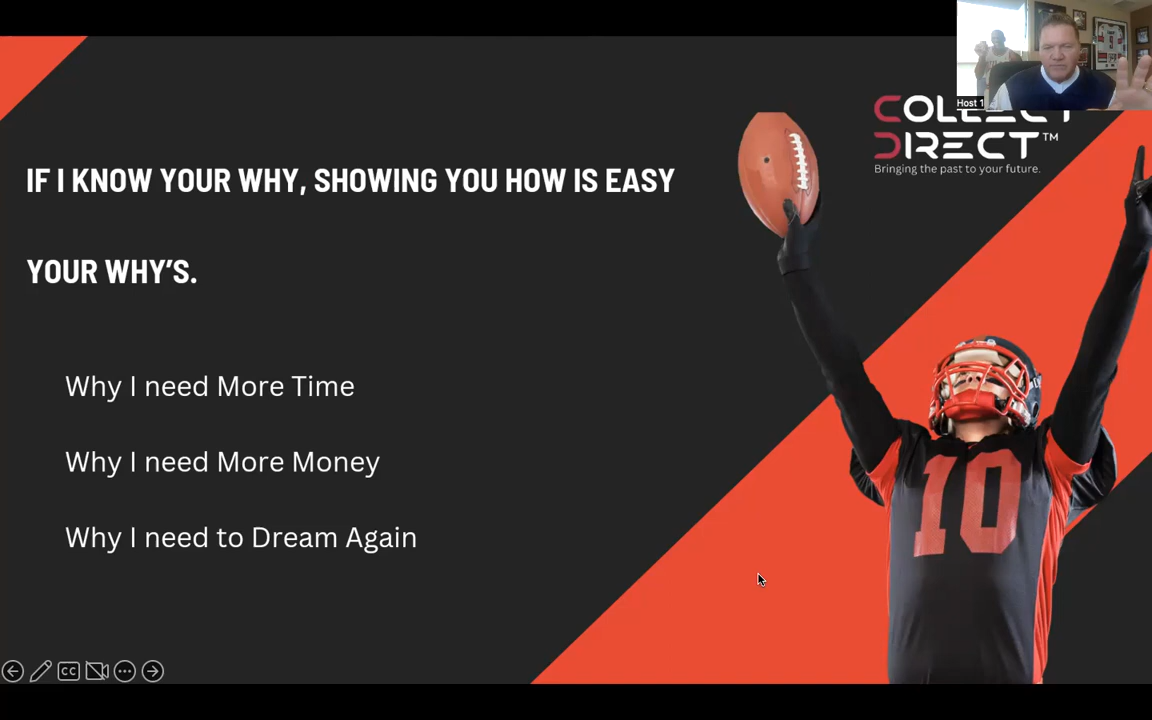 Host 1
COLLECT
DIRECT™
Bringing the past to your future.
IF I KNOW YOUR WHY, SHOWING YOU HOW IS EASY
YOUR WHY’S.
Why I need More Time
Why I need More Money
Why I need to Dream Again
10
CC